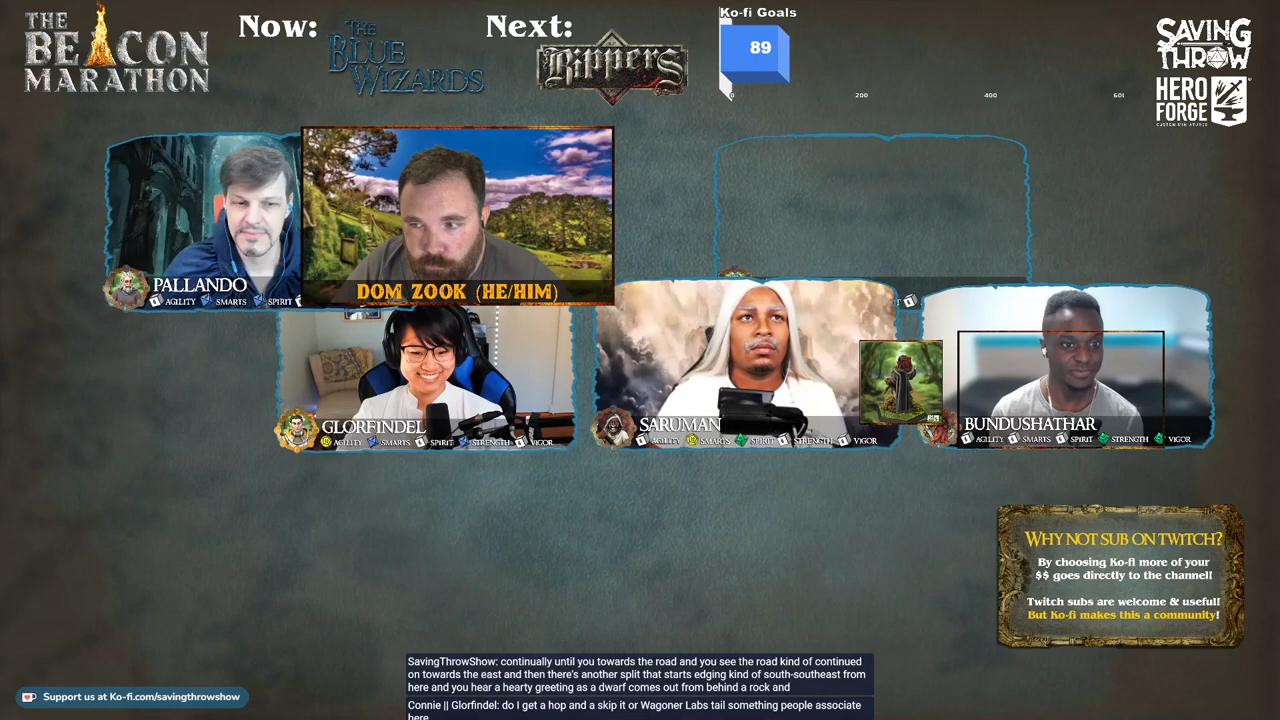 THE
BEACON
MARATHON
Now:
THE
BLUE
WIZARDS
Next:
Rippers
Ko-fi Goals
89
0
200
400
600
SAVING
THROW
HERO
FORGE
CUSTOM MINIATURES
PALLANDO
AGILITY SMARTS SPIRIT
DOM ZOOK (HE/HIM)
GLORFINDEL
AGILITY SMARTS SPIRIT STRENGTH VIGOR
SARUMAN
AGILITY SMARTS SPIRIT STRENGTH VIGOR
BUNDUSHATHAR
AGILITY SMARTS SPIRIT STRENGTH VIGOR
WHY NOT SUB ON TWITCH?
By choosing Ko-fi more of your
$$ goes directly to the channel!
Twitch subs are welcome & useful!
But Ko-fi makes this a community!
SavingThrowShow: continually until you towards the road and you see the road kind of continued
on towards the east and then there's another split that starts edging kind of south-southeast from
here and you hear a hearty greeting as a dwarf comes out from behind a rock and
Connie || Glorfindel: do I get a hop and a skip it or Wagoner Labs tail something people associate
here
Support us at Ko-fi.com/savingthrowshow